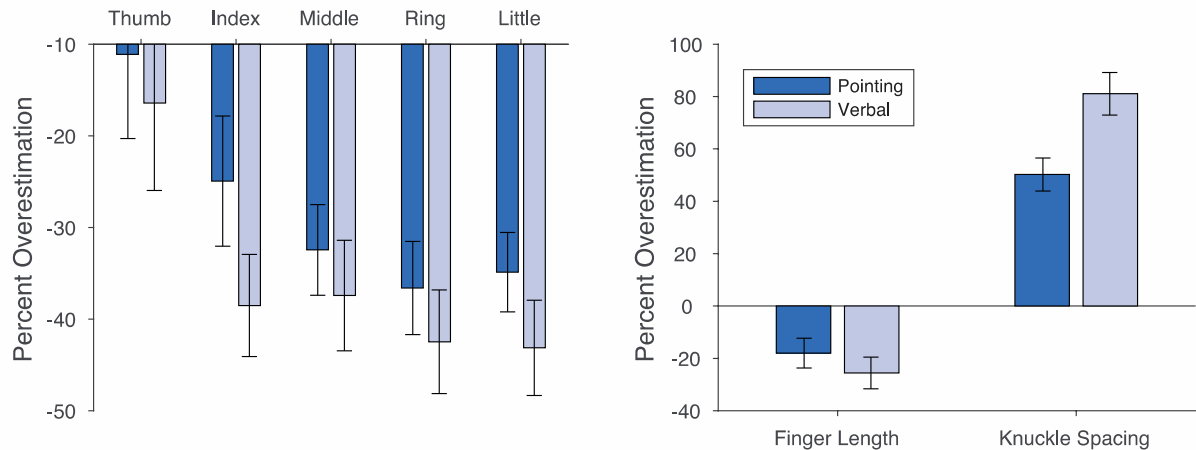 Thumb Index Middle Ring Little
-10
-20
-30
-40
-50
Percent Overestimation
100
80
60
40
20
0
-20
-40
Percent Overestimation
Pointing
Verbal
Finger Length Knuckle Spacing